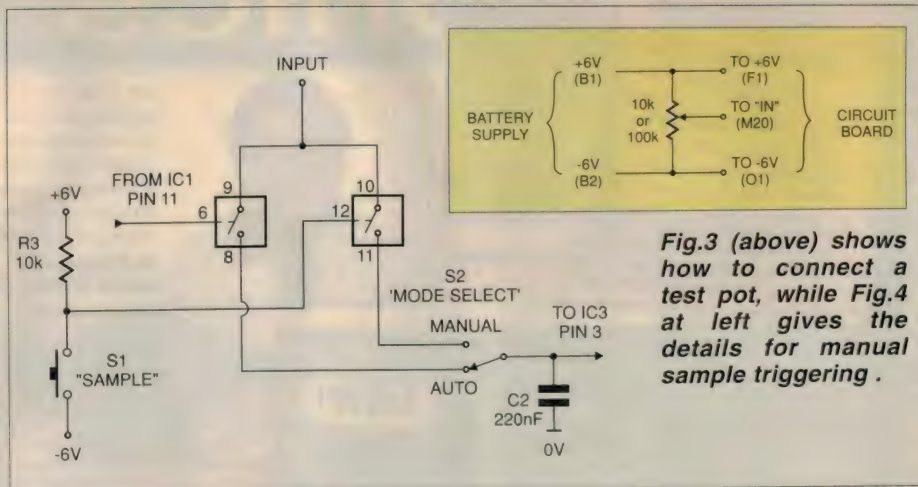 INPUT
FROM IC1
PIN 11
+6V
R3
10k
S1
"SAMPLE"
-6V
9
6
8
10
12
11
S2
'MODE SELECT'
MANUAL
AUTO
TO IC3
PIN 3
C2
220nF
0V
BATTERY
SUPPLY
+6V
(B1)
-6V
(B2)
10k
or
100k
TO +6V
(F1)
TO "IN"
(M20)
TO -6V
(O1)
CIRCUIT
BOARD
Fig.3 (above) shows
how to connect a
test pot, while Fig.4
at left gives the
details for manual
sample triggering .